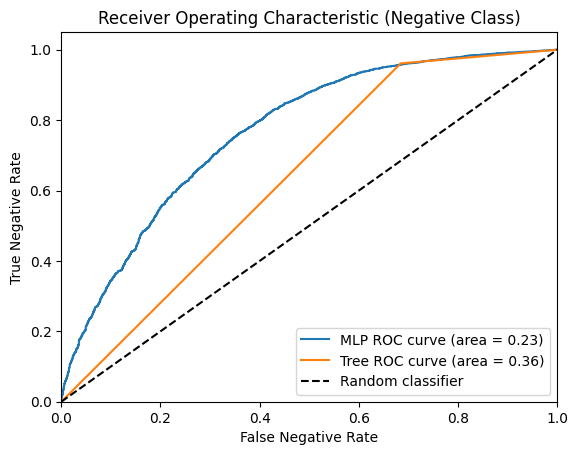 Receiver Operating Characteristic (Negative Class)
1.0
0.8
0.6
0.4
0.2
0.0
True Negative Rate
0.0 0.2 0.4 0.6 0.8 1.0
False Negative Rate
MLP ROC curve (area = 0.23)
Tree ROC curve (area = 0.36)
Random classifier